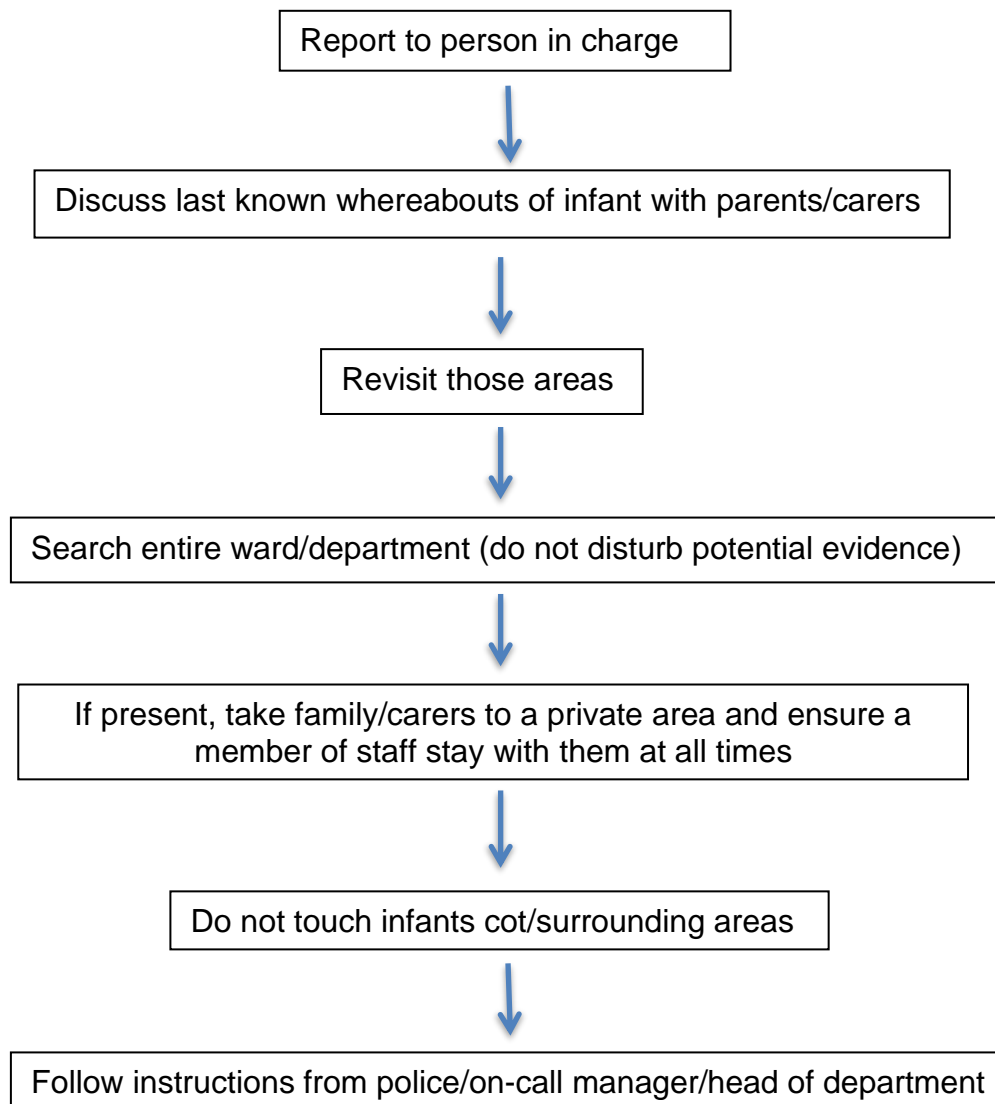 Report to person in charge
Discuss last known whereabouts of infant with parents/carers
Revisit those areas
Search entire ward/department (do not disturb potential evidence)
If present, take family/carers to a private area and ensure a
member of staff stay with them at all times
Do not touch infants cot/surrounding areas
Follow instructions from police/on-call manager/head of department